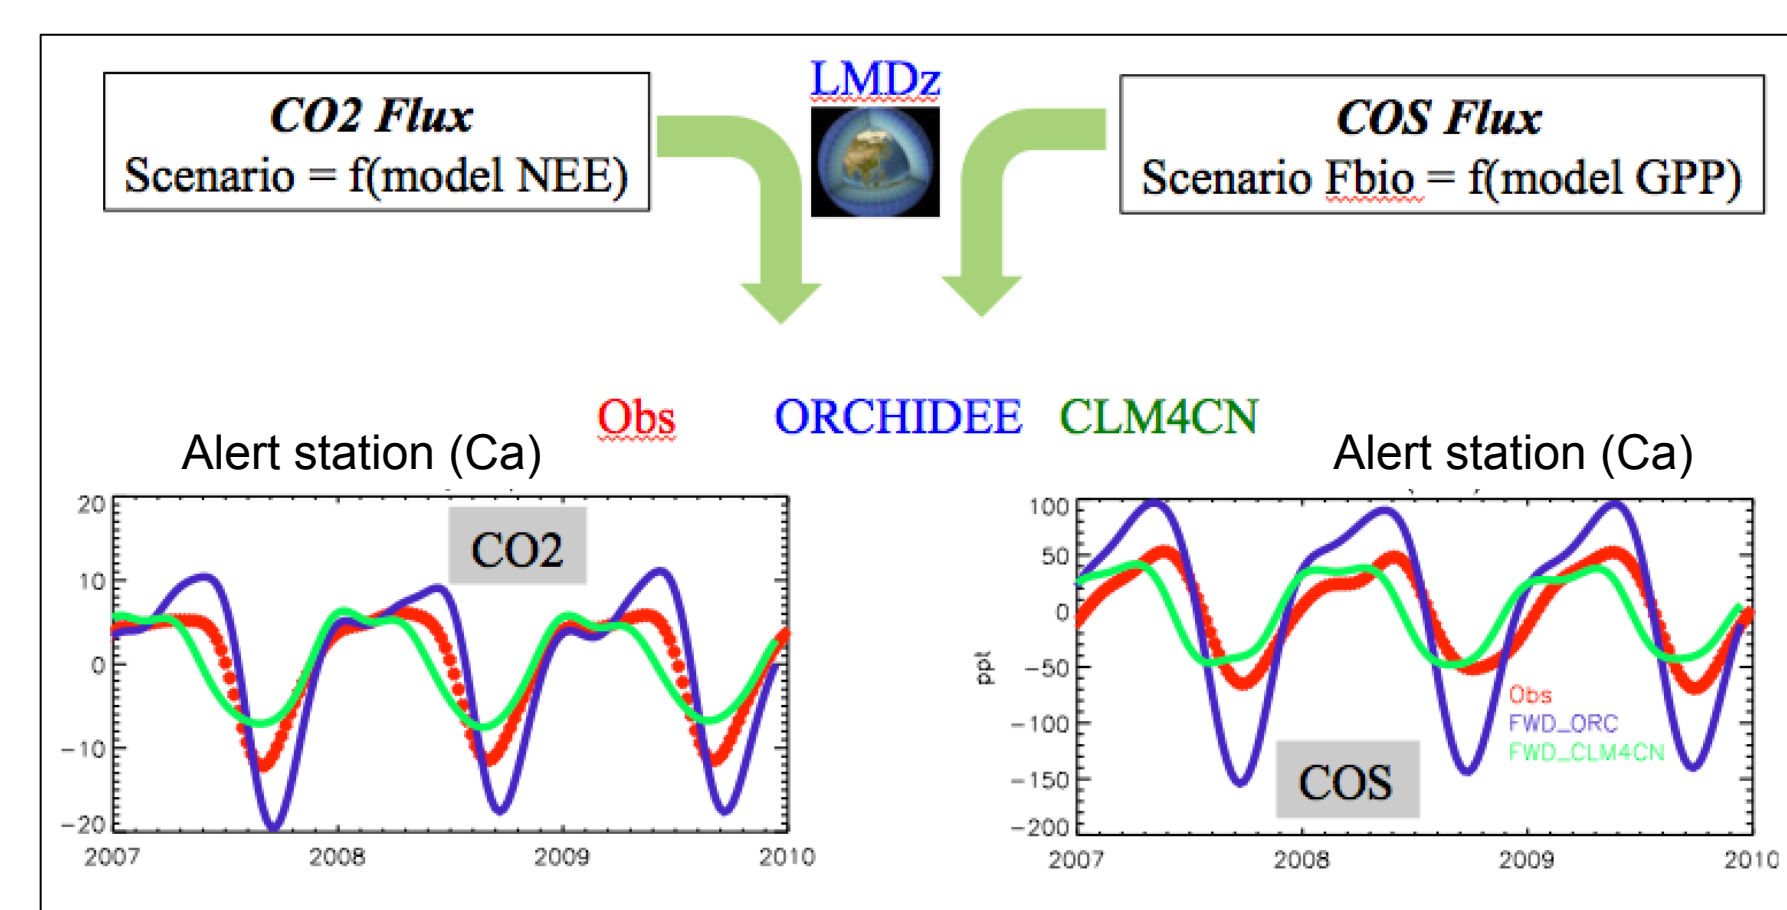 LMDz
CO2 Flux
Scenario = f(model NEE)
COS Flux
Scenario Fbio = f(model GPP)
Obs ORCHIDEE CLM4CN
Alert station (Ca)
Alert station (Ca)
20
10
0
−10
−20
CO2
2007 2008 2009 2010
100
50
0
−50
−100
−150
−200
ppt
Obs
FWD_ORC
FWD_CLM4CN
COS
2007 2008 2009 2010